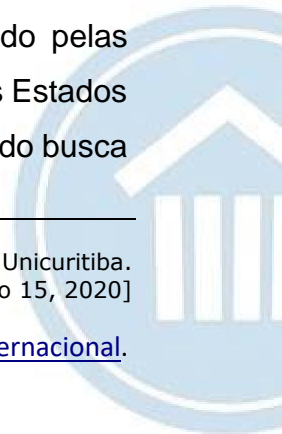 do pelas
s Estados
do busca
Unicuritiba.
o 15, 2020]
ernacional.